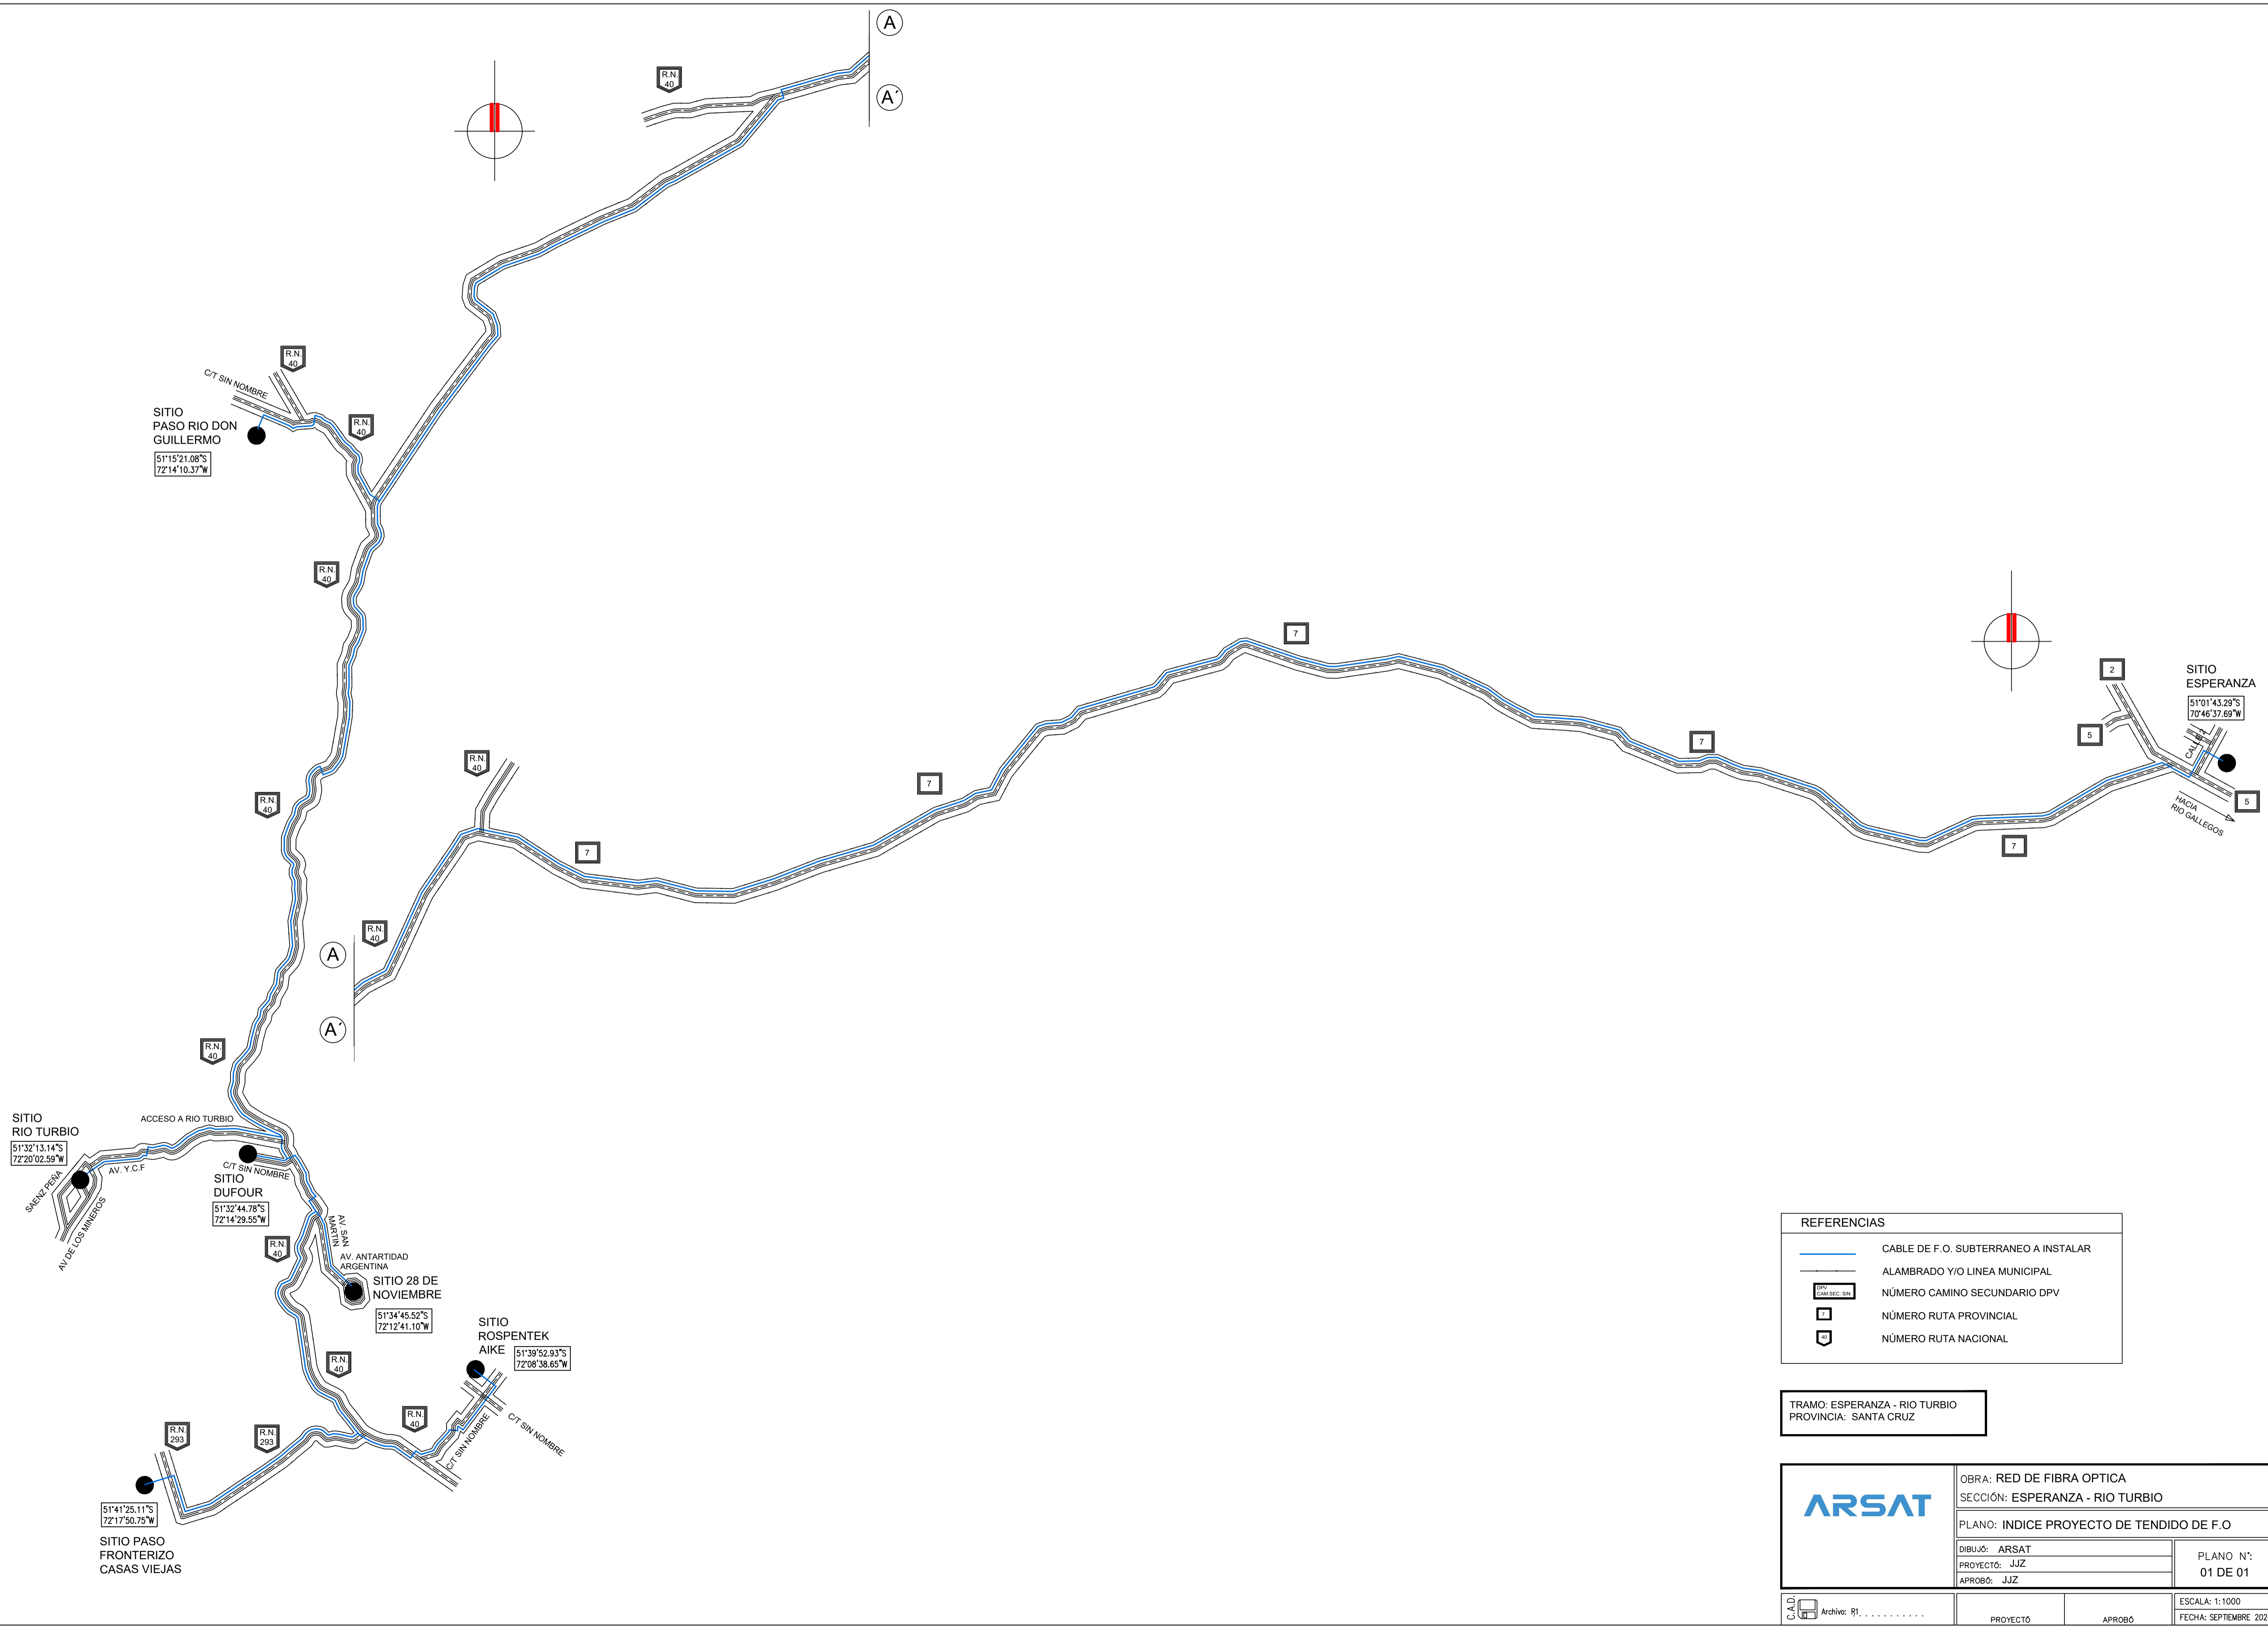 A
A´
R.N.
40
R.N.
40
C/T SIN NOMBRE
R.N.
40
SITIO
PASO RIO DON
GUILLERMO
51°15'21.08"S
72°14'10.37"W
R.N.
40
7
2
5
SITIO
ESPERANZA
51°01'43.29"S
70°46'37.69"W
5
HACIA
RIO GALLEGOS
7
7
7
7
R.N.
40
R.N.
40
R.N.
40
A
A´
R.N.
40
SITIO
RIO TURBIO
51°32'13.14"S
72°20'02.59"W
ACCESO A RIO TURBIO
AV. Y.C.F
SAENZ PEÑA
AV DE LOS MINEROS
C/T SIN NOMBRE
SITIO
DUFOUR
51°32'44.78"S
72°14'29.55"W
R.N.
40
AV. SAN
MARTIN
AV. ANTARTIDAD
ARGENTINA
SITIO 28 DE
NOVIEMBRE
51°34'45.52"S
72°12'41.10"W
SITIO
ROSPENTEK
AIKE
51°39'52.93"S
72°08'38.65"W
R.N.
40
R.N.
40
C/T SIN NOMBRE
C/T SIN NOMBRE
R.N.
293
R.N.
293
51°41'25.11"S
72°17'50.75"W
SITIO PASO
FRONTERIZO
CASAS VIEJAS
REFERENCIAS
CABLE DE F.O. SUBTERRANEO A INSTALAR
ALAMBRADO Y/O LINEA MUNICIPAL
DPV
CAM.SEC. S/N
NÚMERO CAMINO SECUNDARIO DPV
7
NÚMERO RUTA PROVINCIAL
40
NÚMERO RUTA NACIONAL
TRAMO: ESPERANZA - RIO TURBIO
PROVINCIA: SANTA CRUZ
ARSAT
OBRA: RED DE FIBRA OPTICA
SECCIÓN: ESPERANZA - RIO TURBIO
PLANO: INDICE PROYECTO DE TENDIDO DE F.O
DIBUJÓ: ARSAT
PROYECTÓ: JJZ
APROBÓ: JJZ
PLANO N°:
01 DE 01
C.A.D.
Archivo: R1. . . . . . . . . . .
PROYECTÓ
APROBÓ
ESCALA: 1:1000
FECHA: SEPTIEMBRE 202